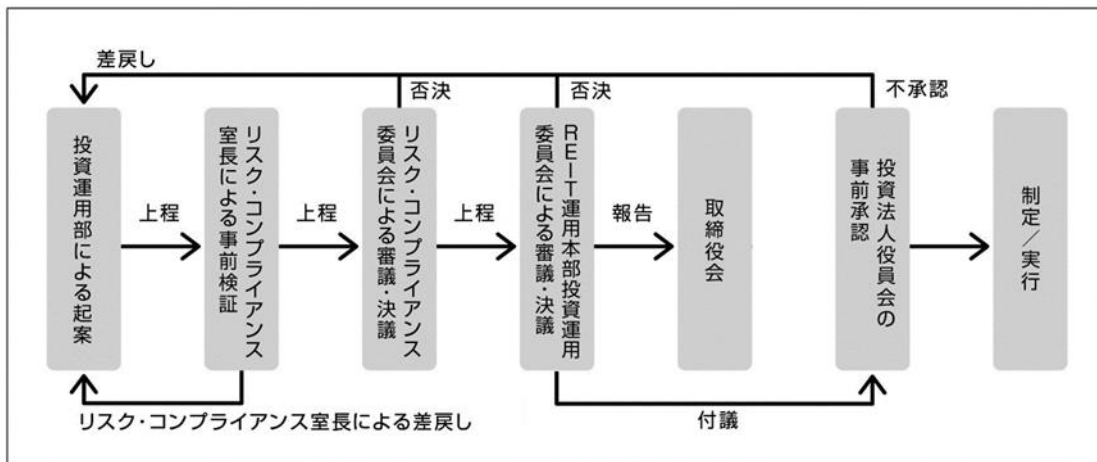 差戻し
否決
否決
不承認
投資運用部による起案
上程
リスク・コンプライアンス
室長による事前検証
上程
リスク・コンプライアンス
委員会による審議・決議
上程
REIT運用本部投資運用
委員会による審議・決議
報告
取締役会
投資法人役員会の
事前承認
制定／実行
リスク・コンプライアンス室長による差戻し
付議